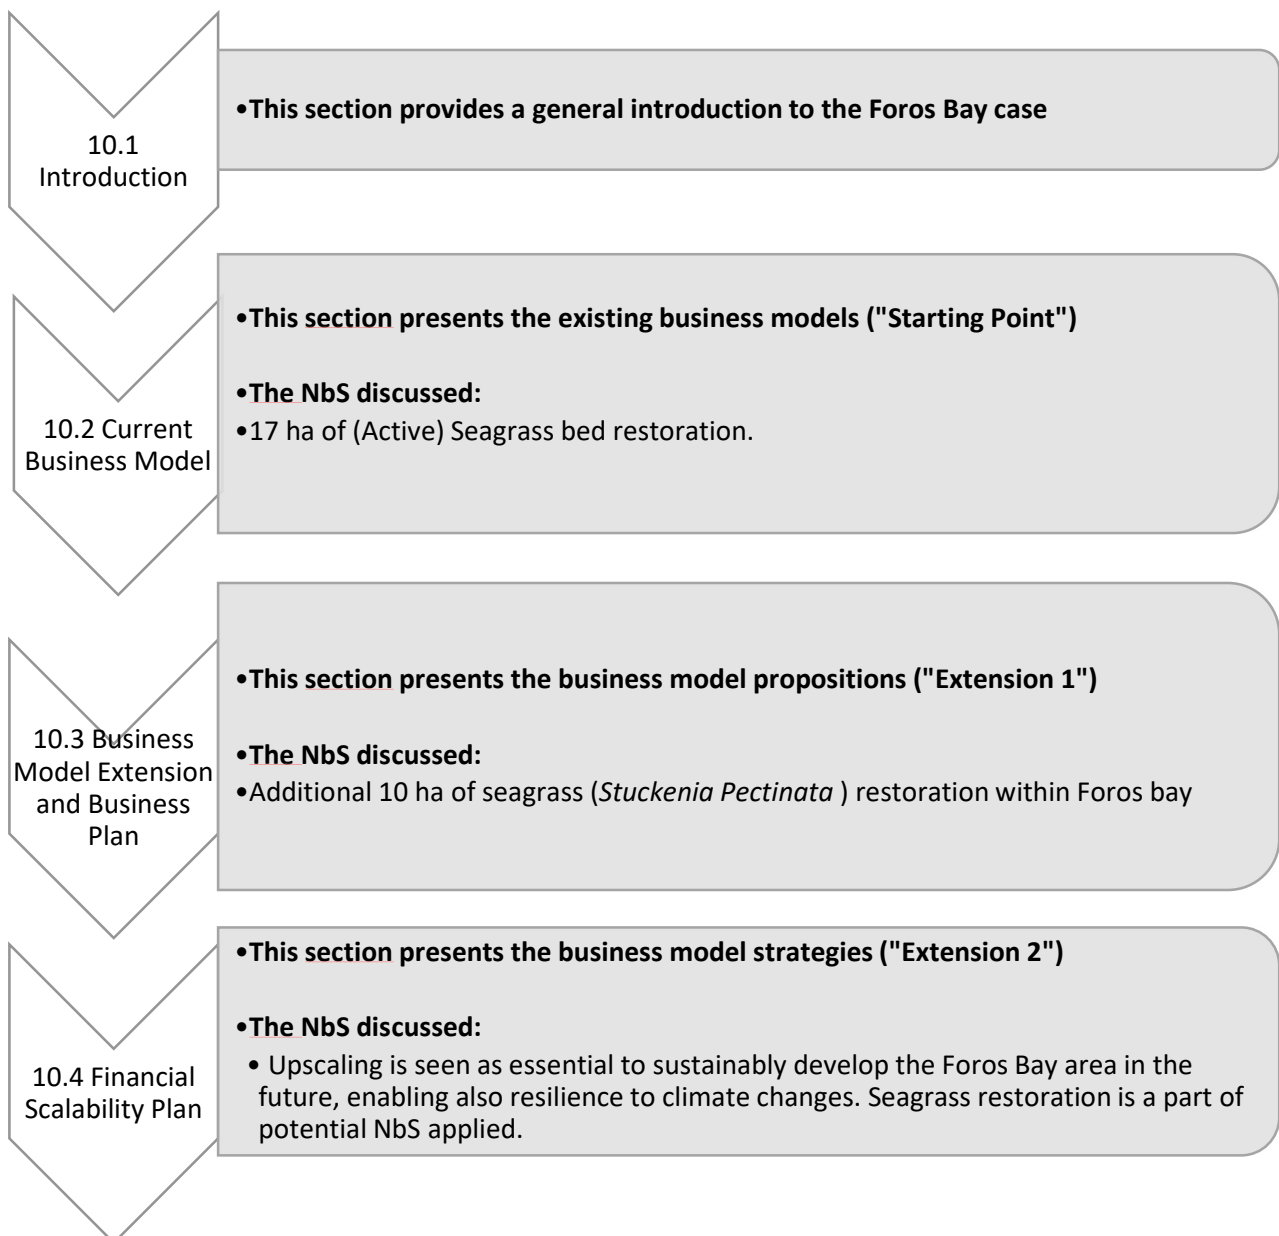 10.1
Introduction
•This section provides a general introduction to the Foros Bay case
10.2 Current
Business Model
•This section presents the existing business models ("Starting Point")
•The NbS discussed:
•17 ha of (Active) Seagrass bed restoration.
10.3 Business
Model Extension
and Business
Plan
•This section presents the business model propositions ("Extension 1")
•The NbS discussed:
•Additional 10 ha of seagrass (Stuckenia Pectinata ) restoration within Foros bay
10.4 Financial
Scalability Plan
•This section presents the business model strategies ("Extension 2")
•The NbS discussed:
• Upscaling is seen as essential to sustainably develop the Foros Bay area in the
future, enabling also resilience to climate changes. Seagrass restoration is a part of
potential NbS applied.